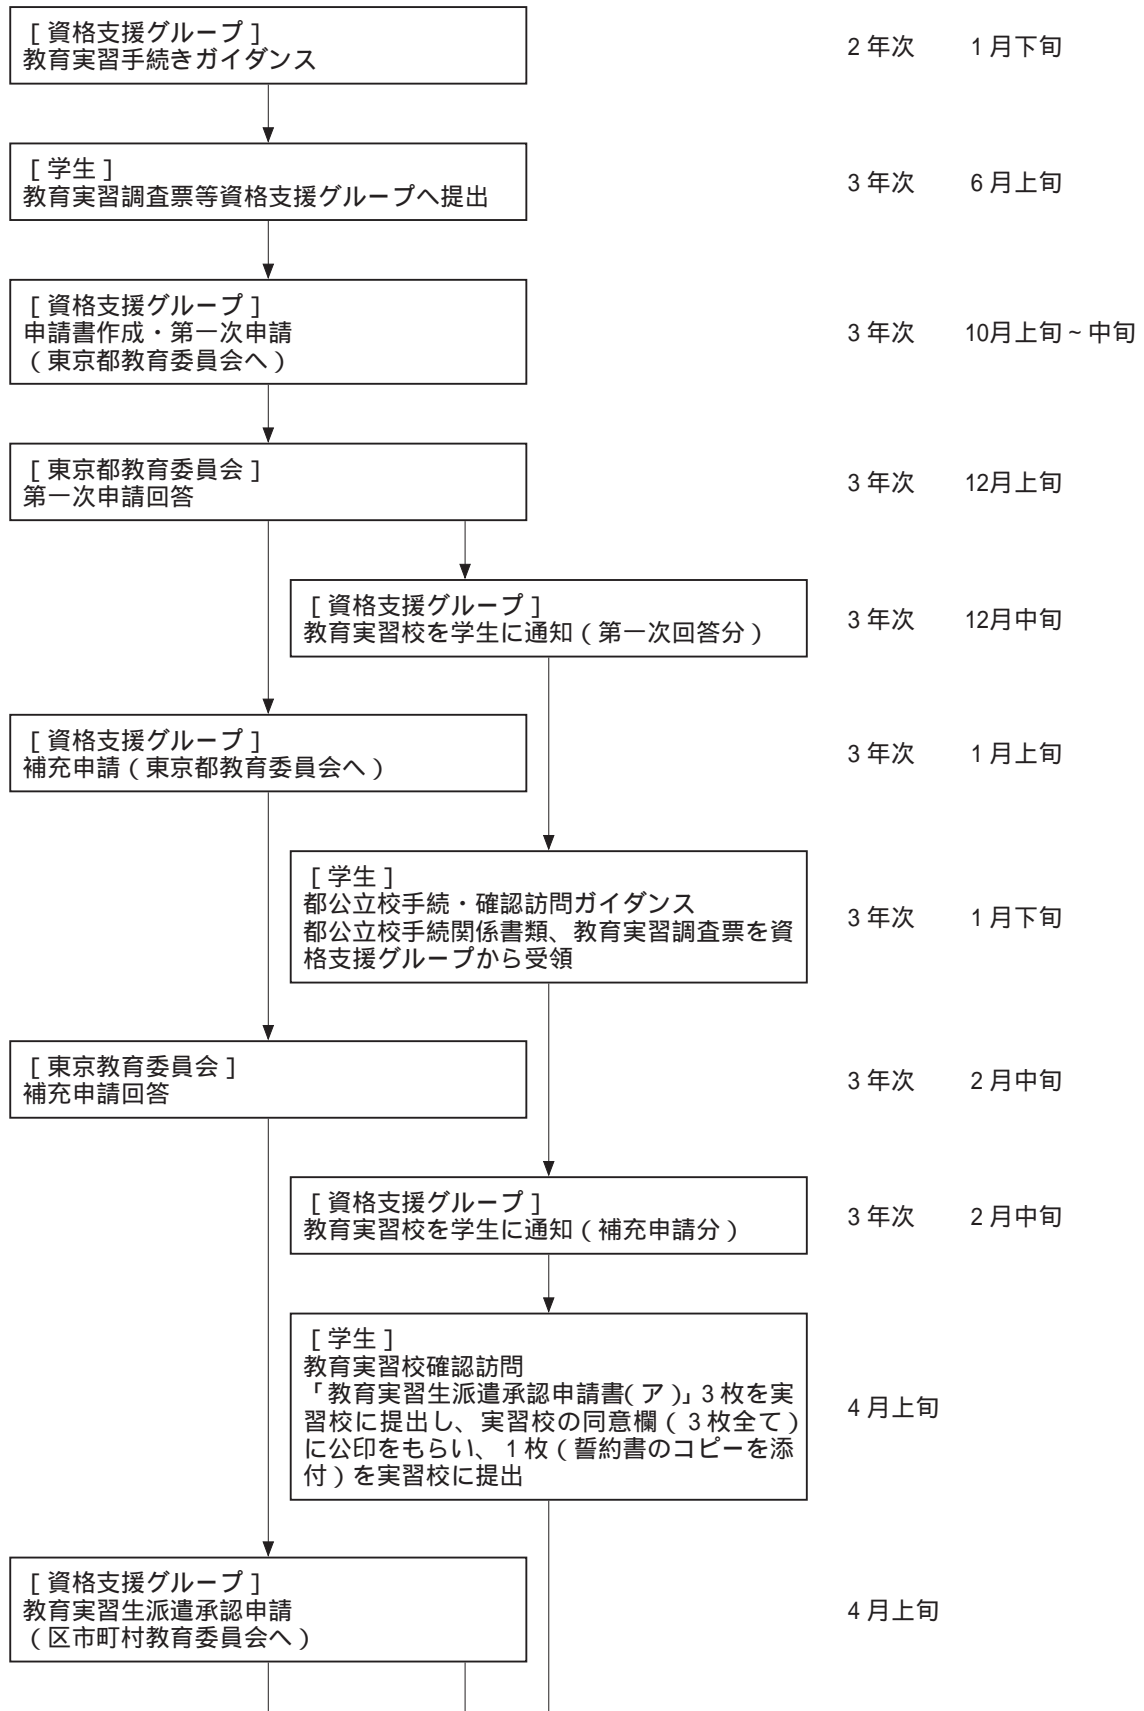 [資格支援グループ]
教育実習手続きガイダンス
2年次 1月下旬
[学生]
教育実習調査票等資格支援グループへ提出
3年次 6月上旬
[資格支援グループ]
申請書作成・第一次申請
(東京都教育委員会へ)
3年次 10月上旬~中旬
[東京都教育委員会]
第一次申請回答
3年次 12月上旬
[資格支援グループ]
教育実習校を学生に通知(第一次回答分)
3年次 12月中旬
[資格支援グループ]
補充申請(東京都教育委員会へ)
3年次 1月上旬
[学生]
都公立校手続・確認訪問ガイダンス
都公立校手続関係書類、教育実習調査票を資
格支援グループから受領
3年次 1月下旬
[東京教育委員会]
補充申請回答
3年次 2月中旬
[資格支援グループ]
教育実習校を学生に通知(補充申請分)
3年次 2月中旬
[学生]
教育実習校確認訪問
「教育実習生派遣承認申請書(ア)」3枚を実
習校に提出し、実習校の同意欄(3枚全て)
に公印をもらい、1枚(誓約書のコピーを添
付)を実習校に提出
4月上旬
[資格支援グループ]
教育実習生派遣承認申請
(区市町村教育委員会へ)
4月上旬